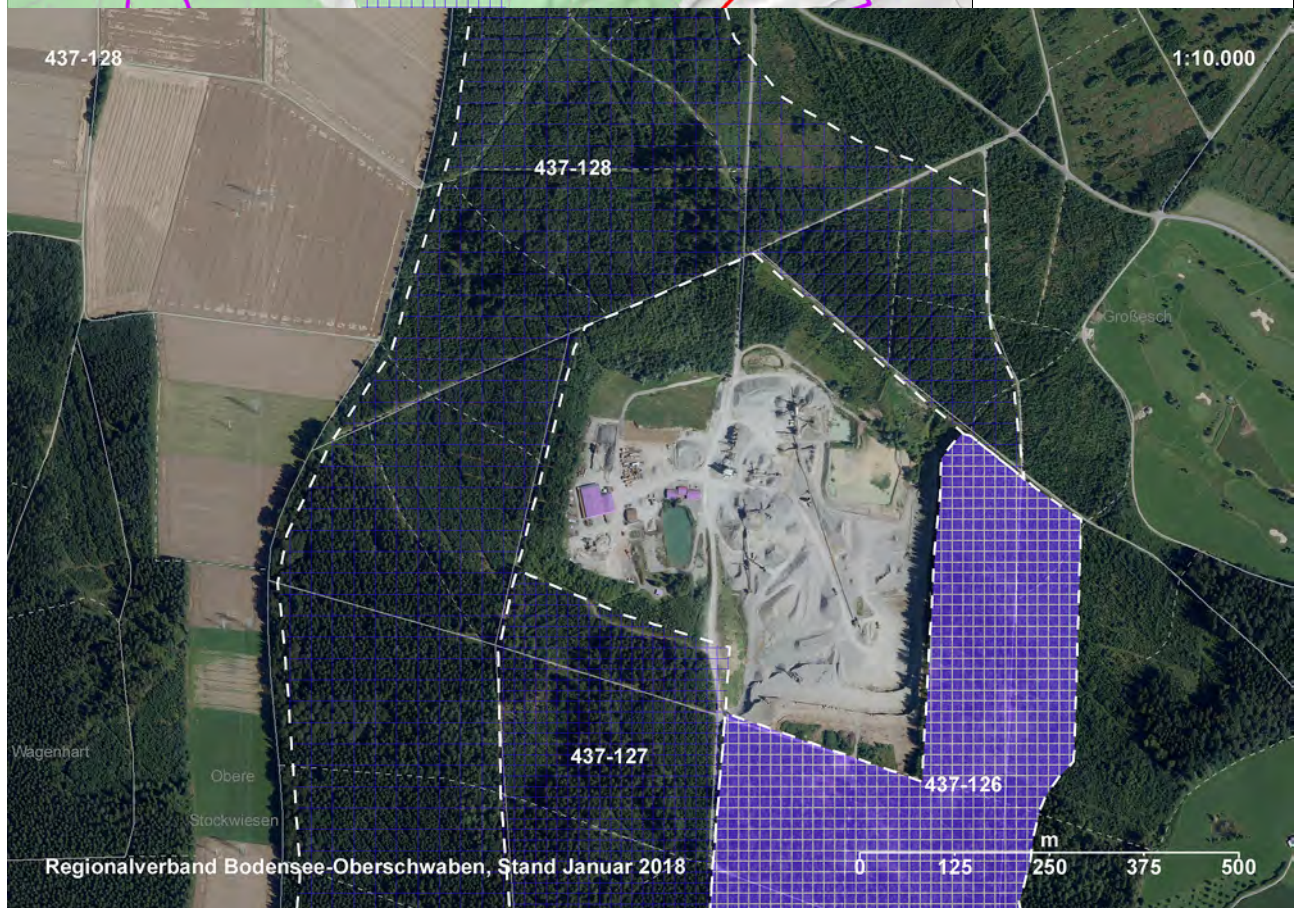 437-128
1:10.000
437-128
Großesch
437-127
437-126
Wagenhart
Obere
Stockwiesen
m
Regionalverband Bodensee-Oberschwaben, Stand Januar 2018
0 125 250 375 500